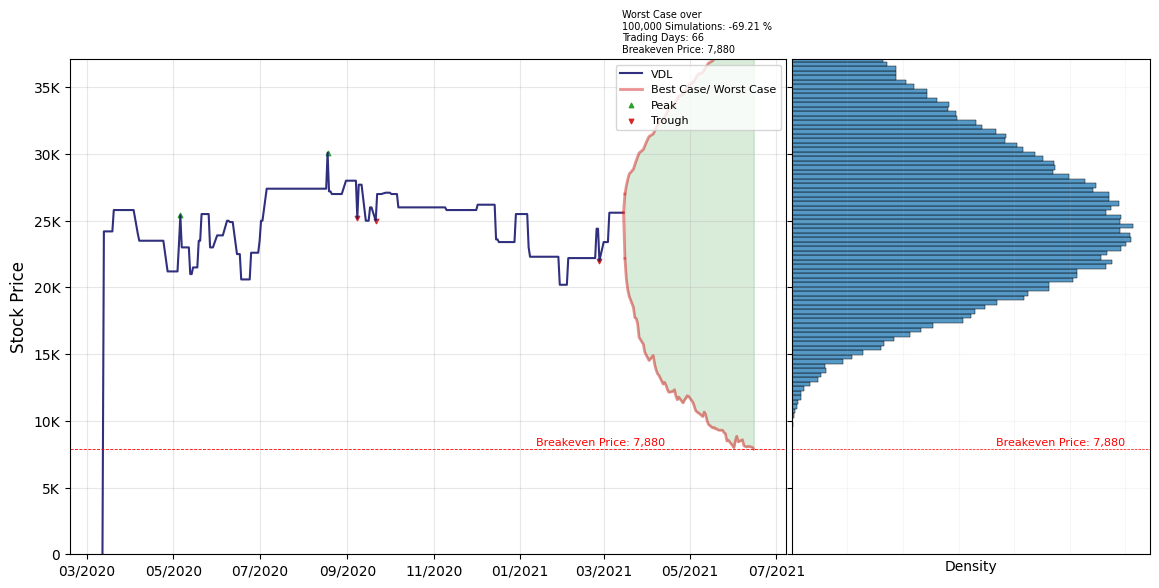 Worst Case over
100,000 Simulations: -69.21 %
Trading Days: 66
Breakeven Price: 7,880
VDL
Best Case/ Worst Case
Peak
Trough
Stock Price
35K
30K
25K
20K
15K
10K
5K
0
Breakeven Price: 7,880
Breakeven Price: 7,880
03/2020 05/2020 07/2020 09/2020 11/2020 01/2021 03/2021 05/2021 07/2021
Density